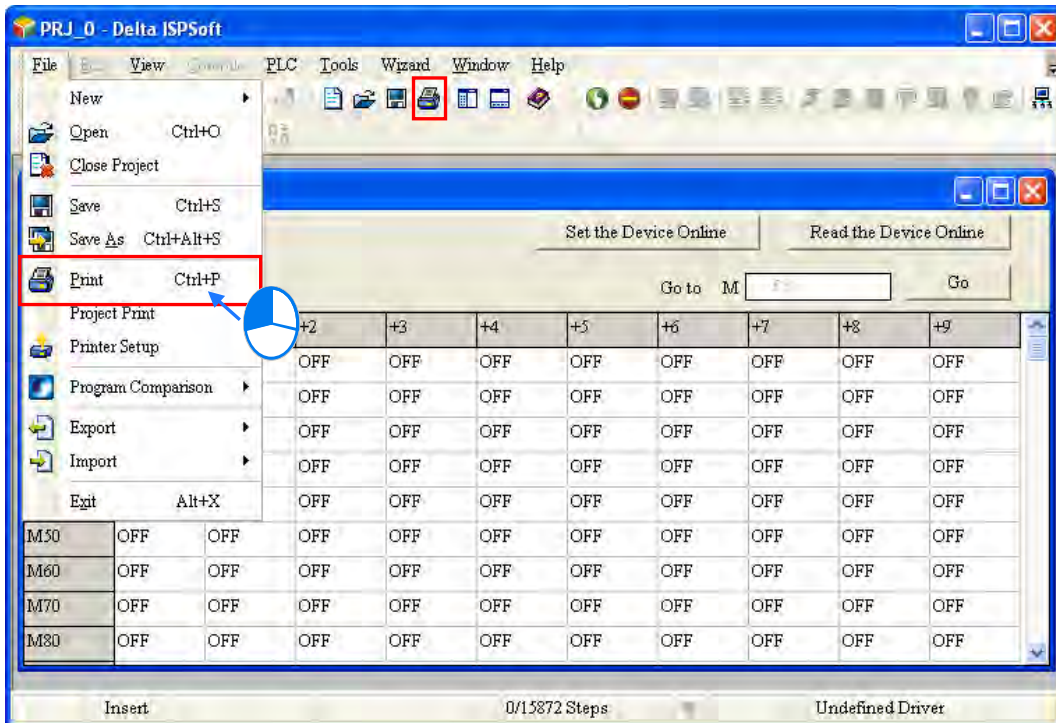 PRJ_0 - Delta ISPSoft
File View PLC Tools Wizard Window Help
New
Open Ctrl+O
Close Project
Save Ctrl+S
Save As Ctrl+Alt+S
Print Ctrl+P
Project Print
Printer Setup
Program Comparison
Export
Import
Exit Alt+X
Set the Device Online Read the Device Online
Go to M Go
+2 +3 +4 +5 +6 +7 +8 +9
OFF OFF OFF OFF OFF OFF OFF OFF
OFF OFF OFF OFF OFF OFF OFF OFF
OFF OFF OFF OFF OFF OFF OFF OFF
OFF OFF OFF OFF OFF OFF OFF OFF
OFF OFF OFF OFF OFF OFF OFF OFF
M50 OFF OFF OFF OFF OFF OFF OFF OFF OFF OFF
M60 OFF OFF OFF OFF OFF OFF OFF OFF OFF OFF
M70 OFF OFF OFF OFF OFF OFF OFF OFF OFF OFF
M80 OFF OFF OFF OFF OFF OFF OFF OFF OFF OFF
Insert 0/15872 Steps Undefined Driver